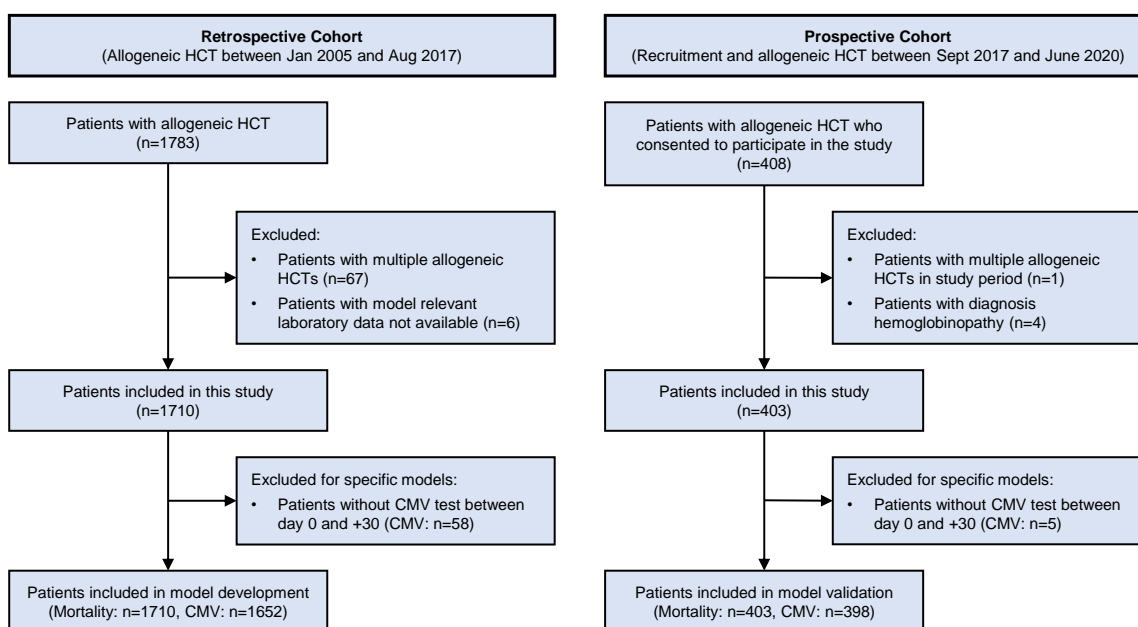 Retrospective Cohort
(Allogeneic HCT between Jan 2005 and Aug 2017)
Patients with allogeneic HCT
(n=1783)
Excluded:
• Patients with multiple allogeneic
HCTs (n=67)
• Patients with model relevant
laboratory data not available (n=6)
Patients included in this study
(n=1710)
Excluded for specific models:
• Patients without CMV test between
day 0 and +30 (CMV: n=58)
Patients included in model development
(Mortality: n=1710, CMV: n=1652)
Prospective Cohort
(Recruitment and allogeneic HCT between Sept 2017 and June 2020)
Patients with allogeneic HCT who
consented to participate in the study
(n=408)
Excluded:
• Patients with multiple allogeneic
HCTs in study period (n=1)
• Patients with diagnosis
hemoglobinopathy (n=4)
Patients included in this study
(n=403)
Excluded for specific models:
• Patients without CMV test between
day 0 and +30 (CMV: n=5)
Patients included in model validation
(Mortality: n=403, CMV: n=398)